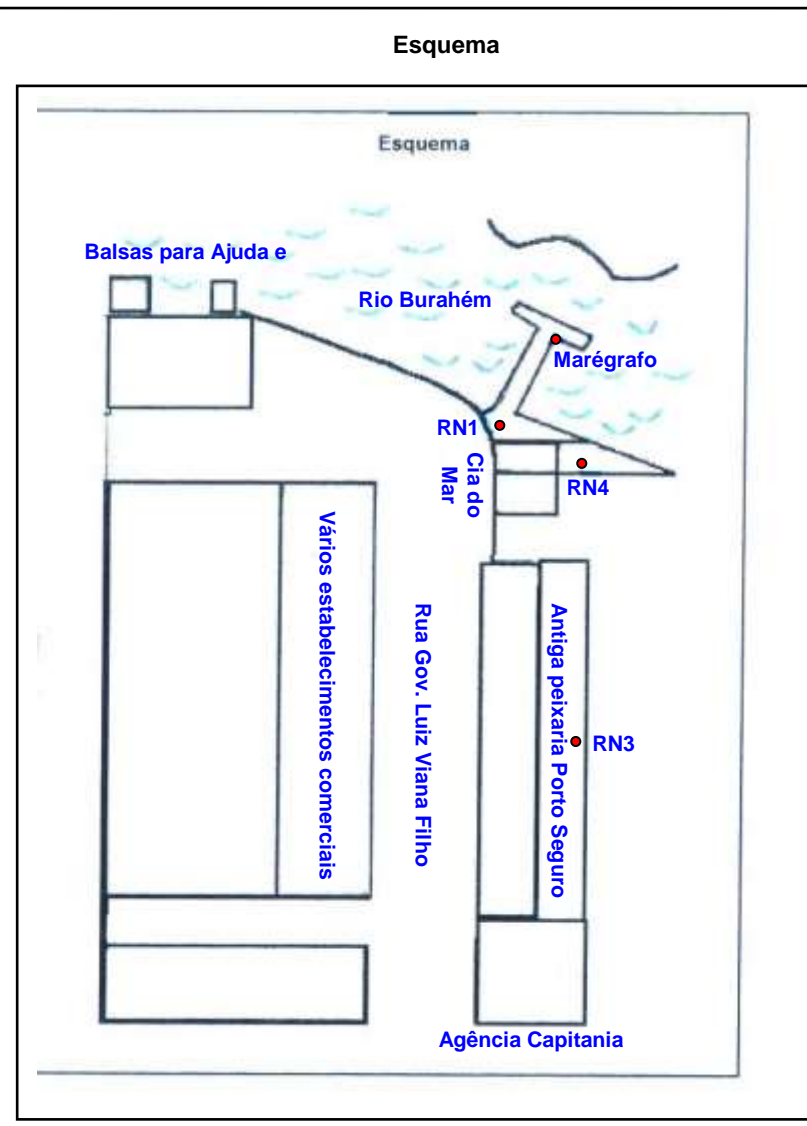 Esquema
Esquema
Balsas para Ajuda e
Rio Burahém
Marégrafo
RN1
Cia do
Mar
RN4
Vários estabelecimentos comerciais
Rua Gov. Luiz Viana Filho
Antiga peixaria Porto Seguro
RN3
Agência Capitania